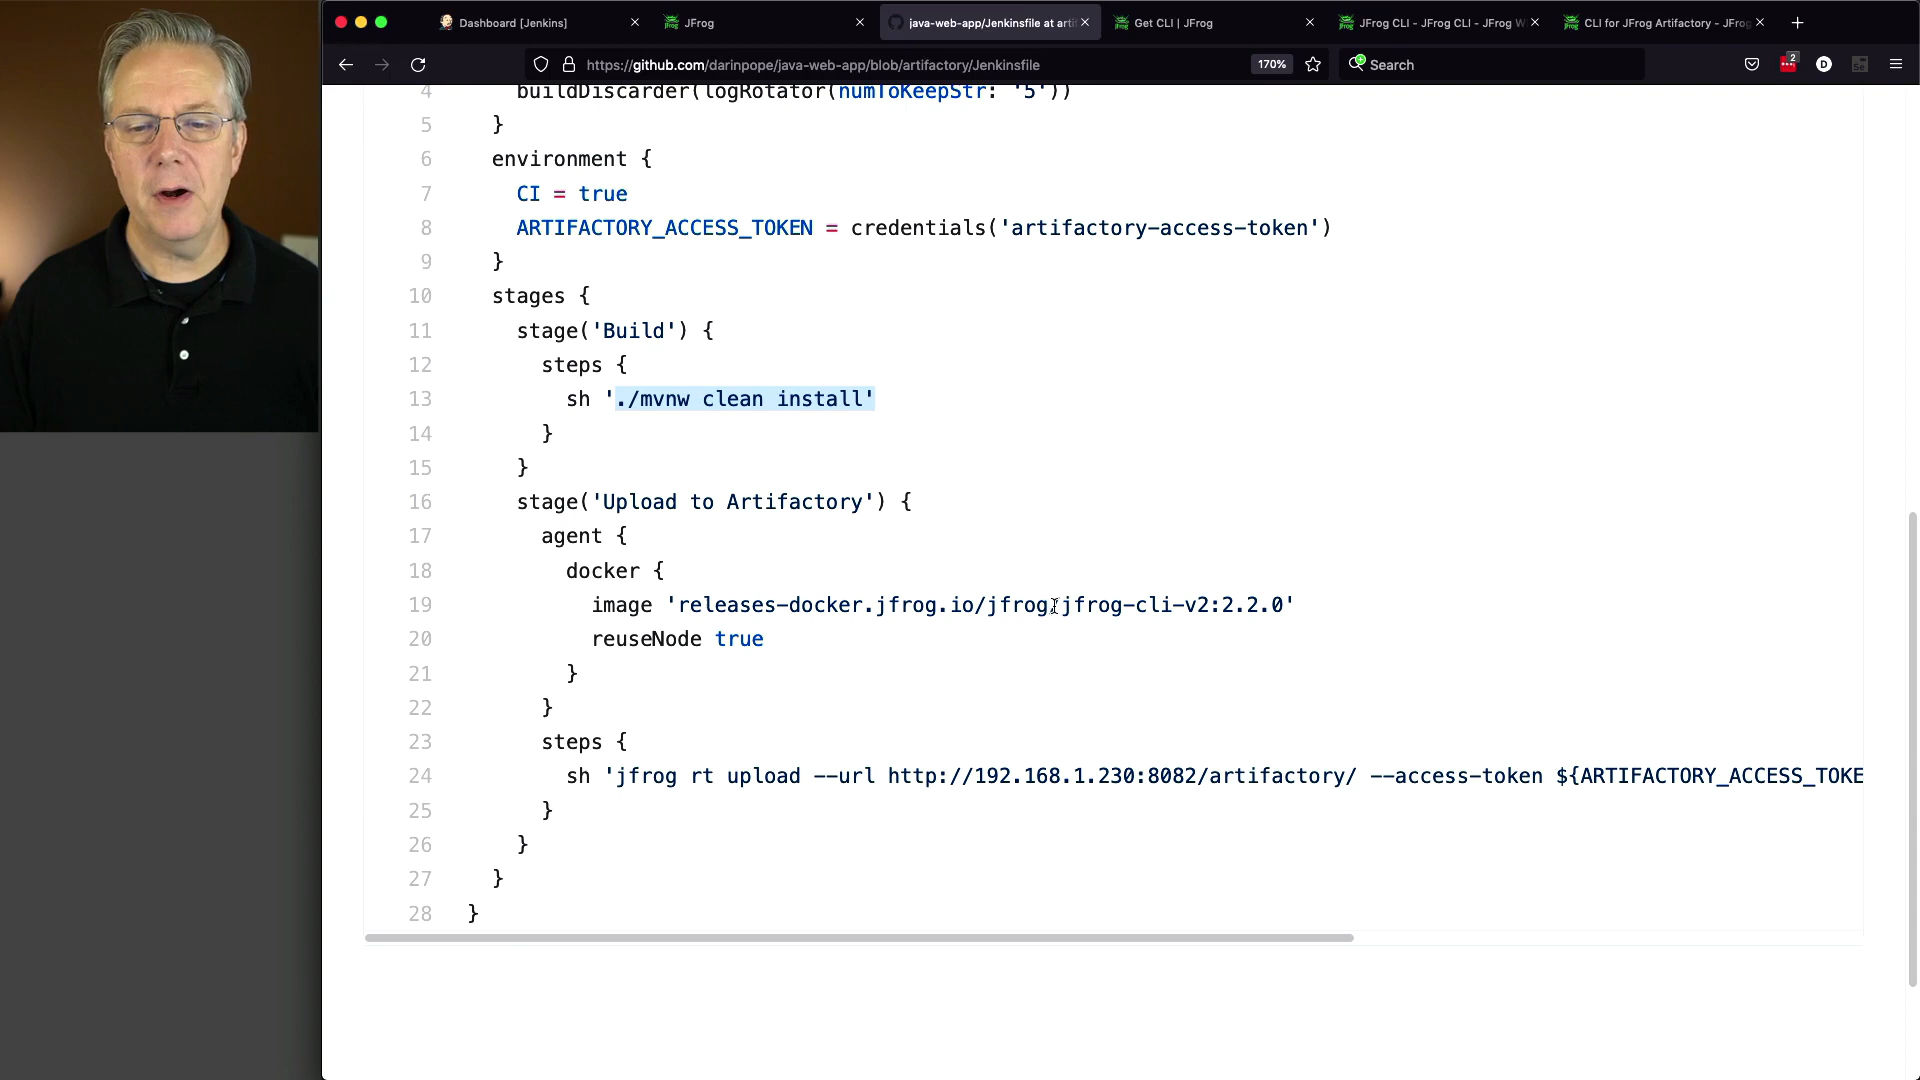 Dashboard [Jenkins]
JFrog
java-web-app/Jenkinsfile at arti
Get CLI | JFrog
JFrog CLI - JFrog CLI - JFrog W
CLI for JFrog Artifactory - JFrog
https://github.com/darinpope/java-web-app/blob/artifactory/Jenkinsfile
170%
Search
2
D
4 buildDiscarder(logRotator(numToKeepStr: '5'))
5 }
6 environment {
7 CI = true
8 ARTIFACTORY_ACCESS_TOKEN = credentials('artifactory-access-token')
9 }
10 stages {
11 stage('Build') {
12 steps {
13 sh './mvnw clean install'
14 }
15 }
16 stage('Upload to Artifactory') {
17 agent {
18 docker {
19 image 'releases-docker.jfrog.io/jfrog/jfrog-cli-v2:2.2.0'
20 reuseNode true
21 }
22 }
23 steps {
24 sh 'jfrog rt upload --url http://192.168.1.230:8082/artifactory/ --access-token ${ARTIFACTORY_ACCESS_TOKE
25 }
26 }
27 }
28 }